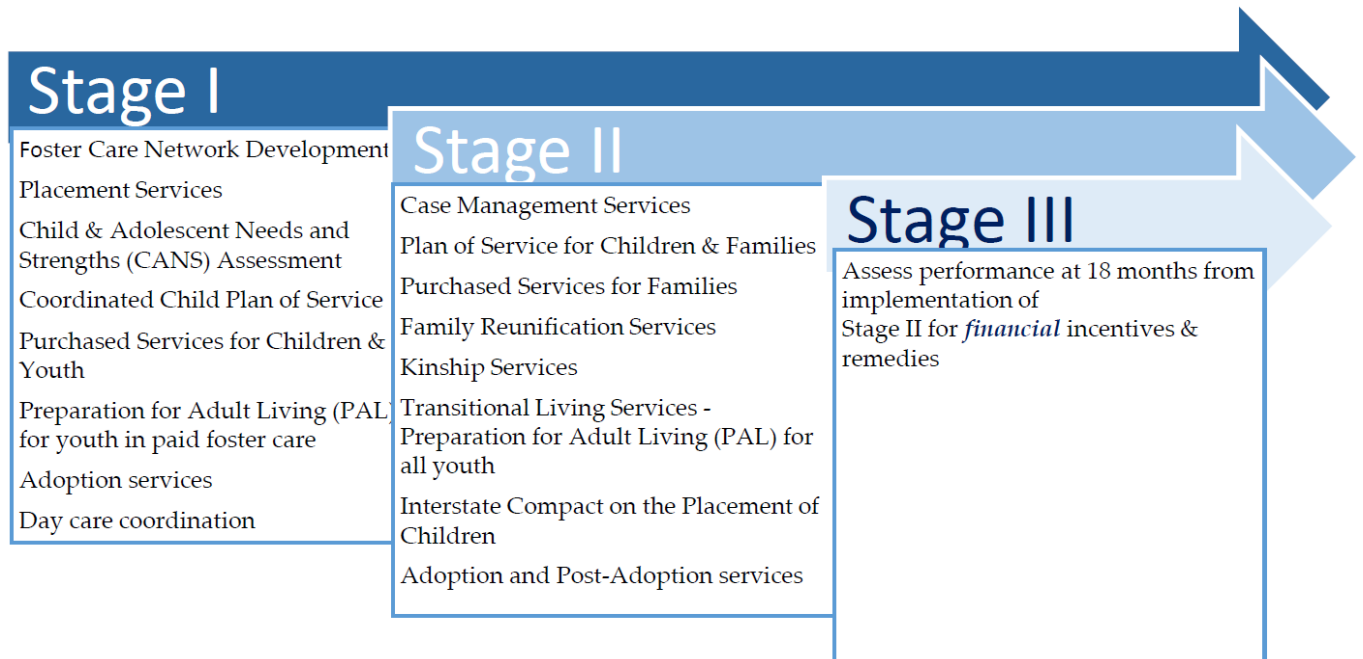 Stage I
Foster Care Network Development
Placement Services
Child & Adolescent Needs and
Strengths (CANS) Assessment
Coordinated Child Plan of Service
Purchased Services for Children &
Youth
Preparation for Adult Living (PAL)
for youth in paid foster care
Adoption services
Day care coordination
Stage II
Case Management Services
Plan of Service for Children & Families
Purchased Services for Families
Family Reunification Services
Kinship Services
Transitional Living Services -
Preparation for Adult Living (PAL) for
all youth
Interstate Compact on the Placement of
Children
Adoption and Post-Adoption services
Stage III
Assess performance at 18 months from
implementation of
Stage II for financial incentives &
remedies